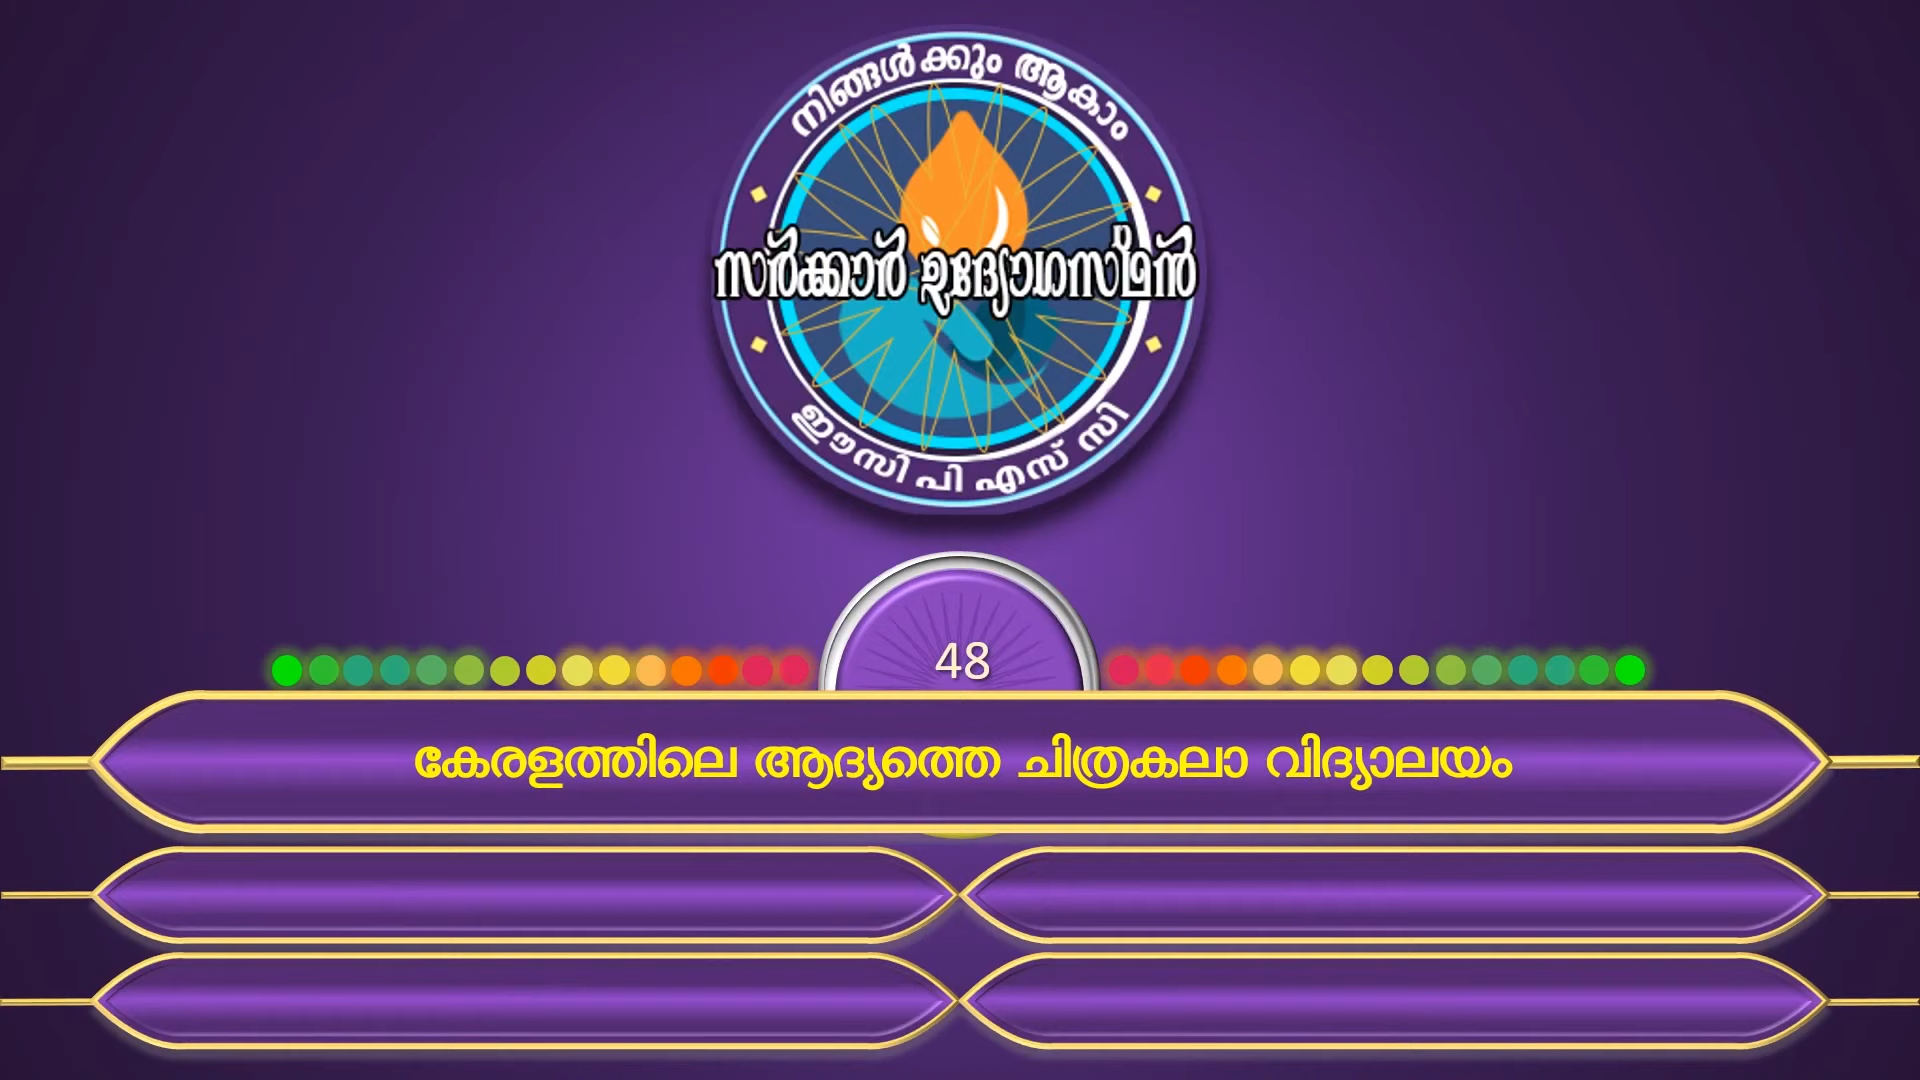 നിങ്ങൾക്കും ആകാം
സർക്കാർ ഉദ്യോഗസ്ഥൻ
ഈസി പി എസ് സി
48
കേരളത്തിലെ ആദ്യത്തെ ചിത്രകലാ വിദ്യാലയം